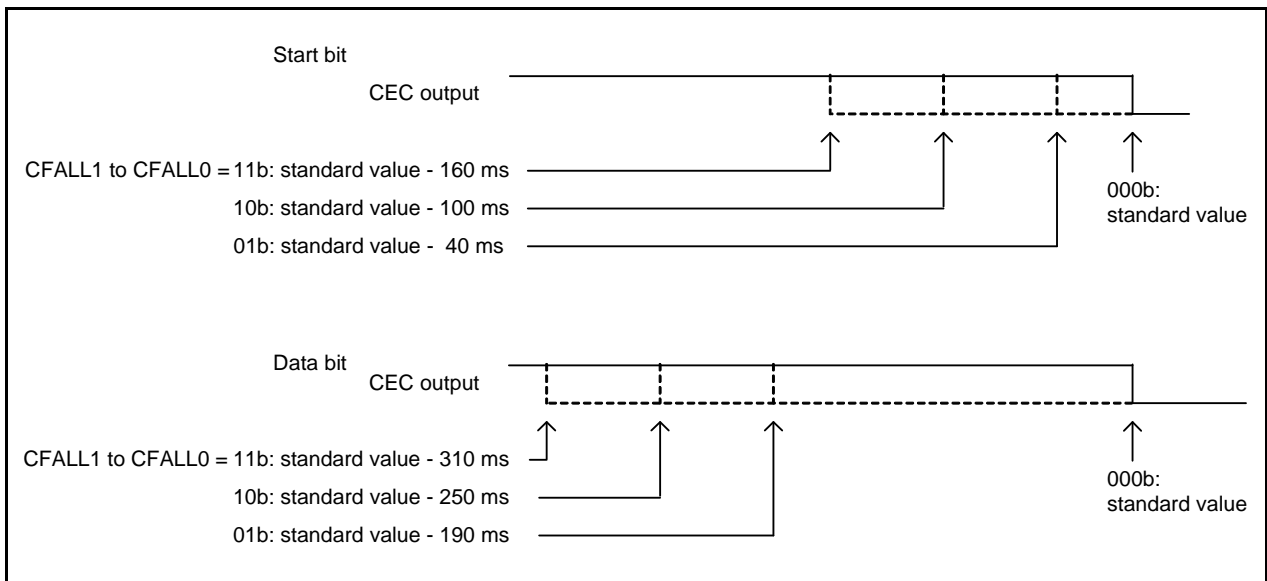 Start bit
CEC output
CFALL1 to CFALL0 = 11b: standard value - 160 ms
10b: standard value - 100 ms
01b: standard value - 40 ms
000b:
standard value
Data bit
CEC output
CFALL1 to CFALL0 = 11b: standard value - 310 ms
10b: standard value - 250 ms
01b: standard value - 190 ms
000b:
standard value